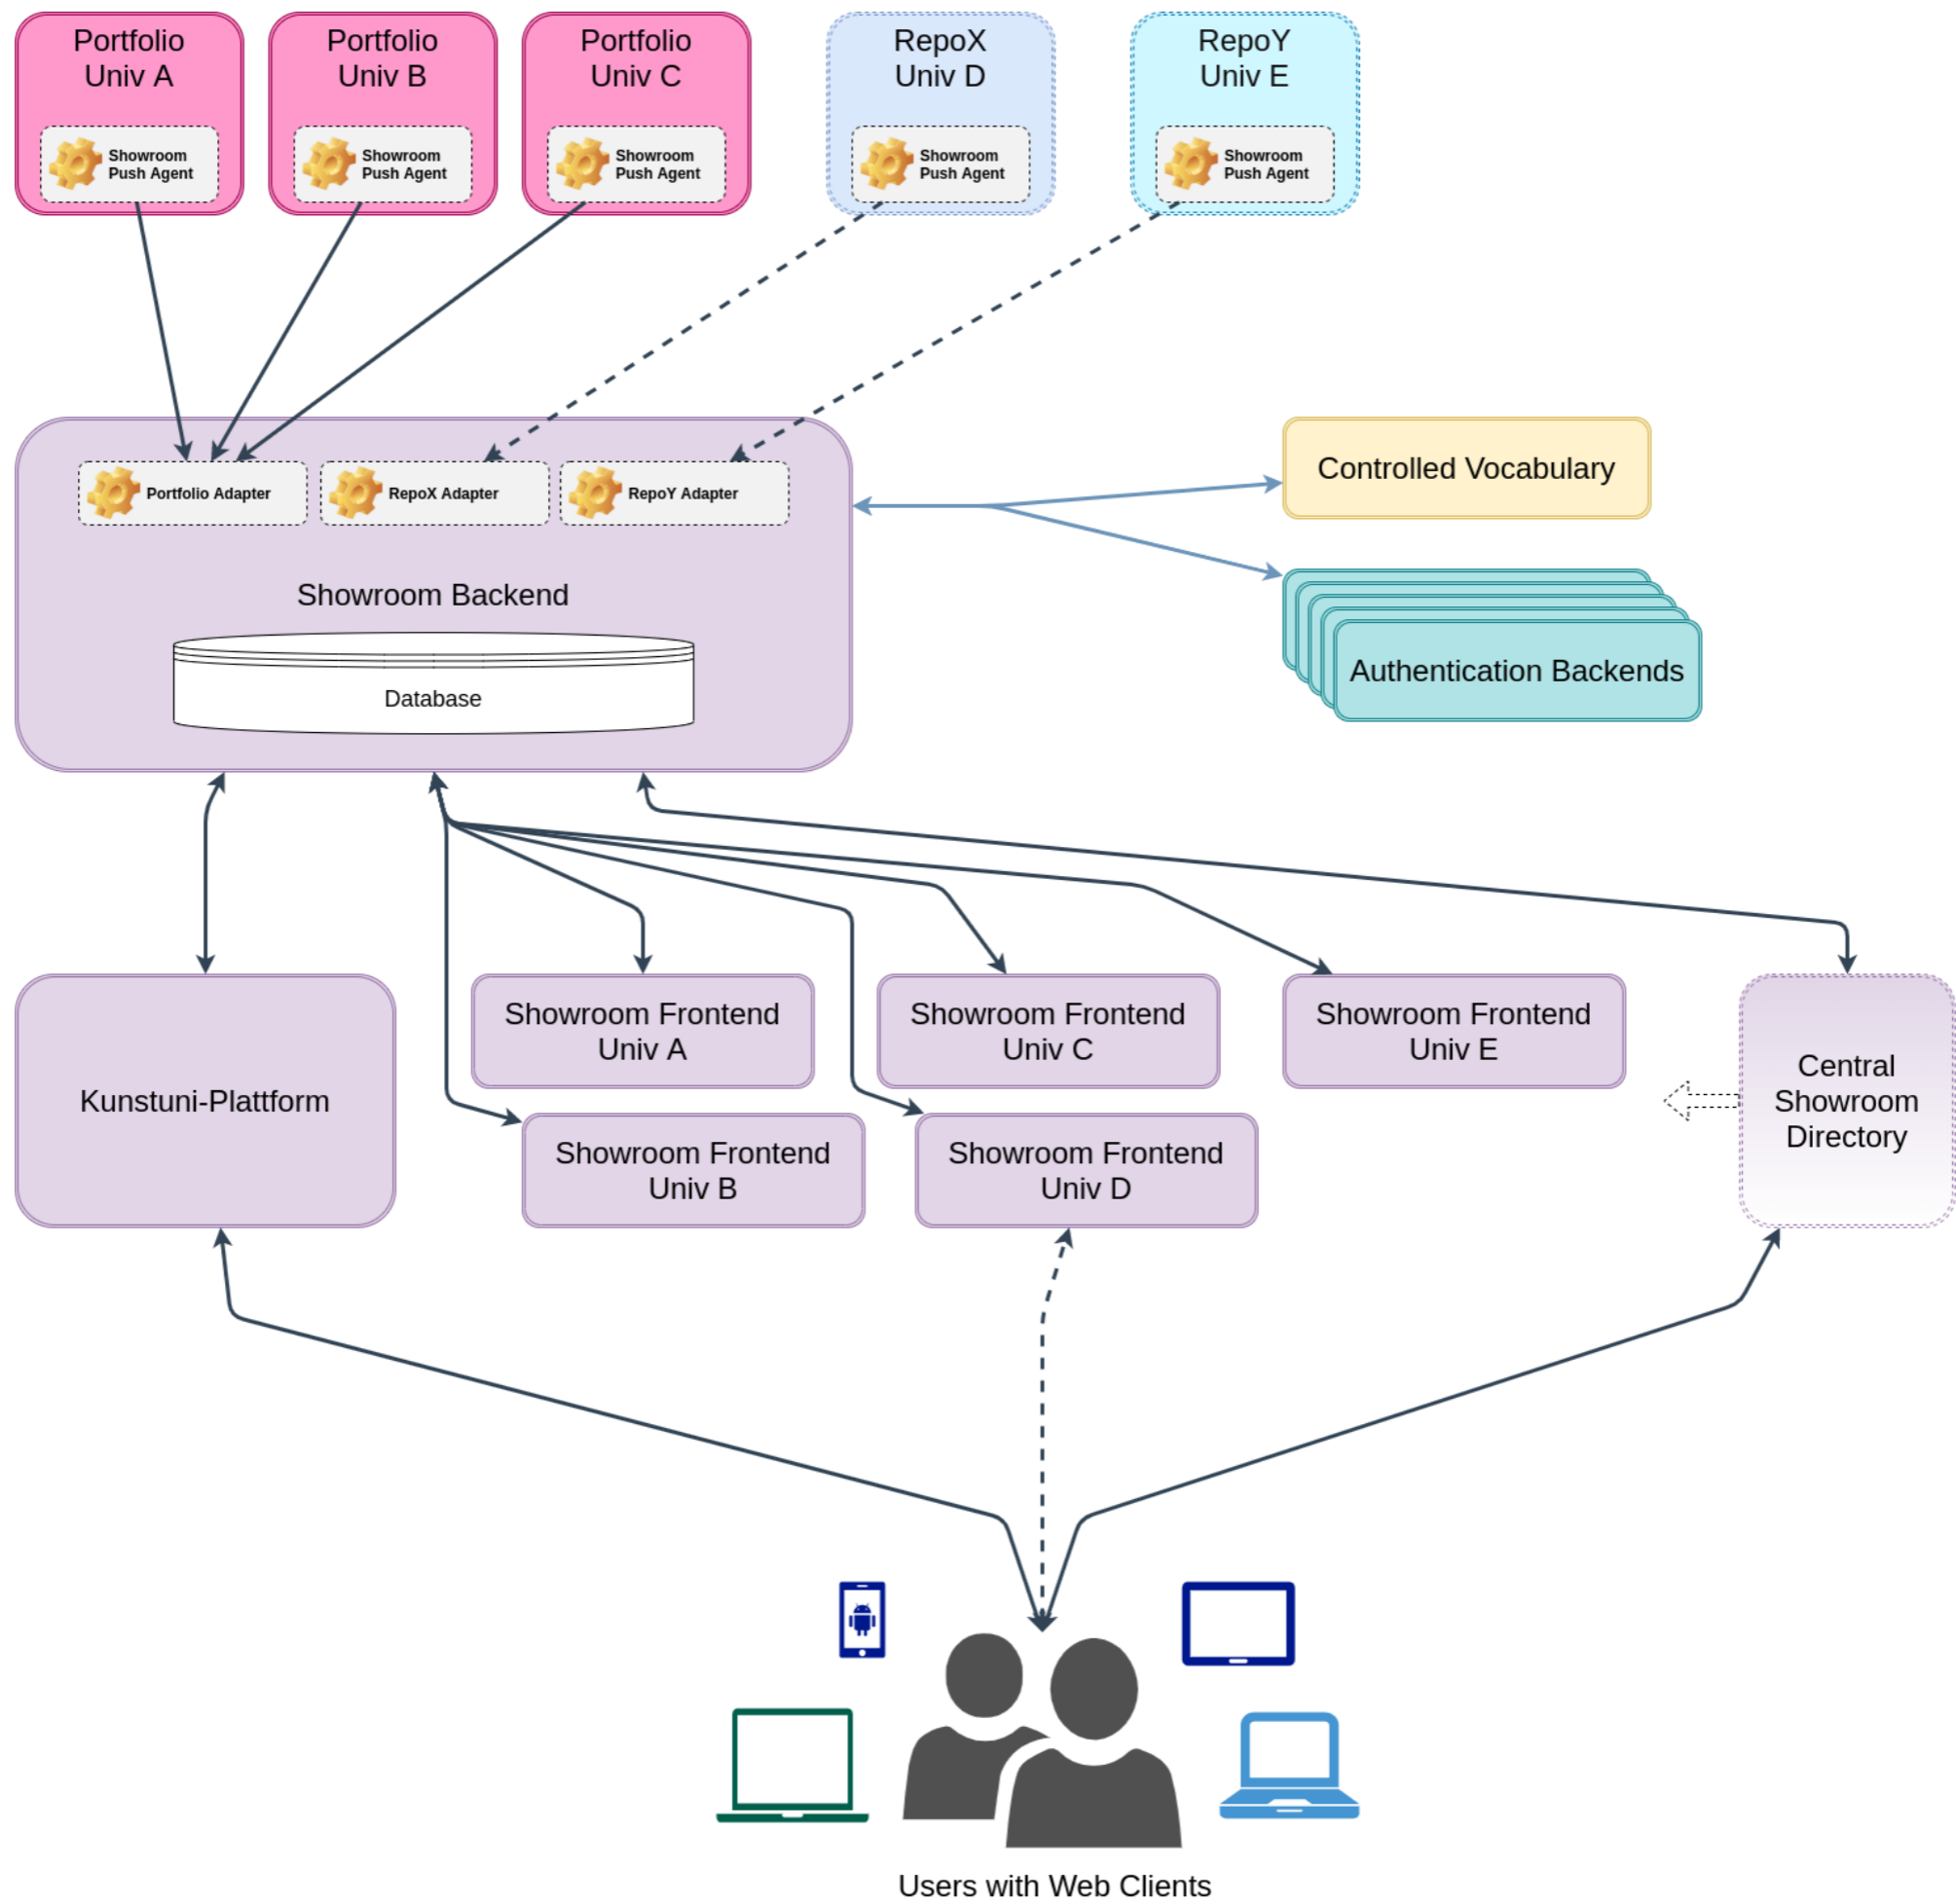 Portfolio
Univ A
Portfolio
Univ B
Portfolio
Univ C
RepoX
Univ D
RepoY
Univ E
Showroom
Push Agent
Showroom
Push Agent
Showroom
Push Agent
Showroom
Push Agent
Showroom
Push Agent
Portfolio Adapter
RepoX Adapter
RepoY Adapter
Controlled Vocabulary
Showroom Backend
Authentication Backends
Database
Showroom Frontend
Univ A
Showroom Frontend
Univ C
Showroom Frontend
Univ E
Kunstuni-Plattform
Central
Showroom
Directory
Showroom Frontend
Univ B
Showroom Frontend
Univ D
Users with Web Clients